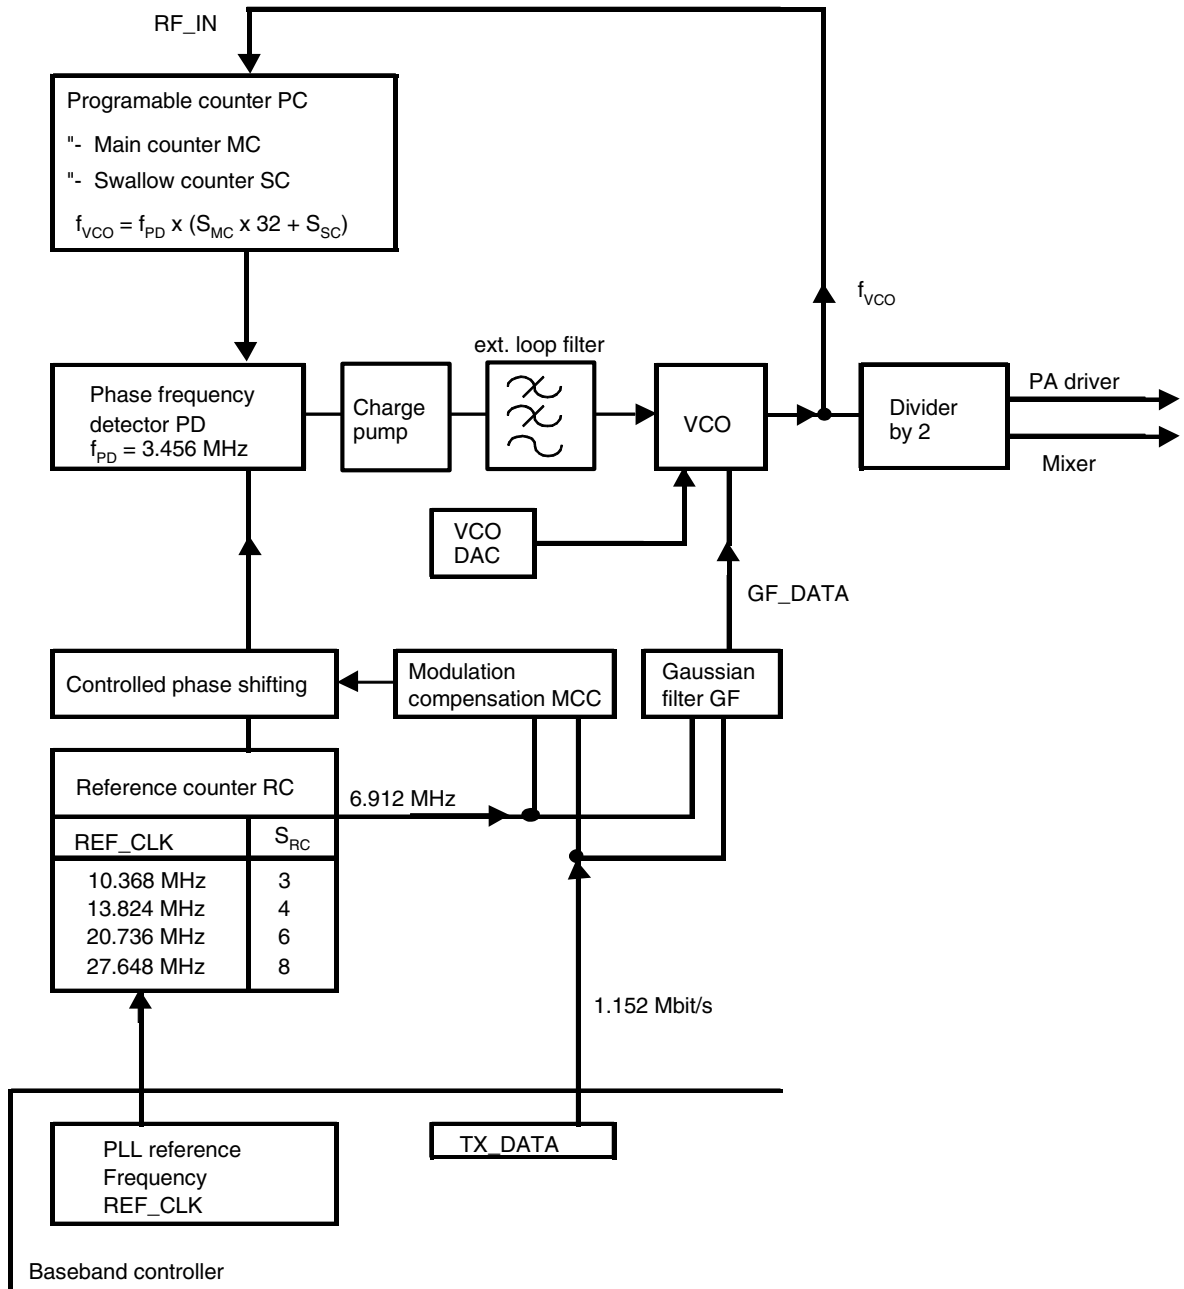 RF_IN
Programable counter PC
"- Main counter MC
"- Swallow counter SC
fVCO = fPD x (SMC x 32 + SSC)
fVCO
ext. loop filter
Phase frequency
detector PD
fPD = 3.456 MHz
Charge
pump
VCO
Divider
by 2
PA driver
Mixer
VCO
DAC
GF_DATA
Controlled phase shifting
Modulation
compensation MCC
Gaussian
filter GF
Reference counter RC
6.912 MHz
REF_CLK SRC
10.368 MHz 3
13.824 MHz 4
20.736 MHz 6
27.648 MHz 8
1.152 Mbit/s
PLL reference
Frequency
REF_CLK
TX_DATA
Baseband controller